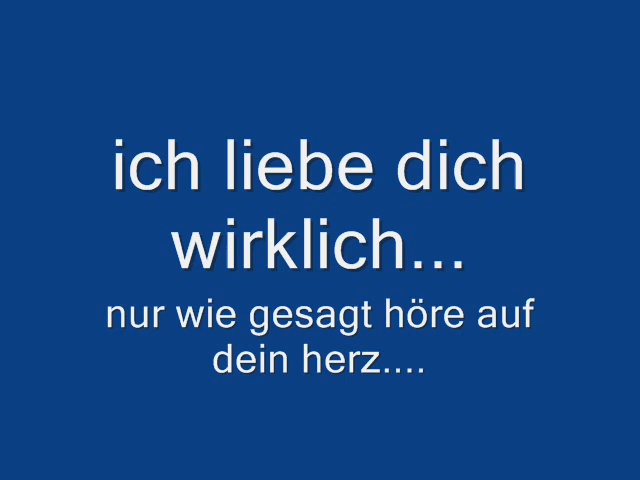 ich liebe dich
wirklich...
nur wie gesagt höre auf
dein herz....